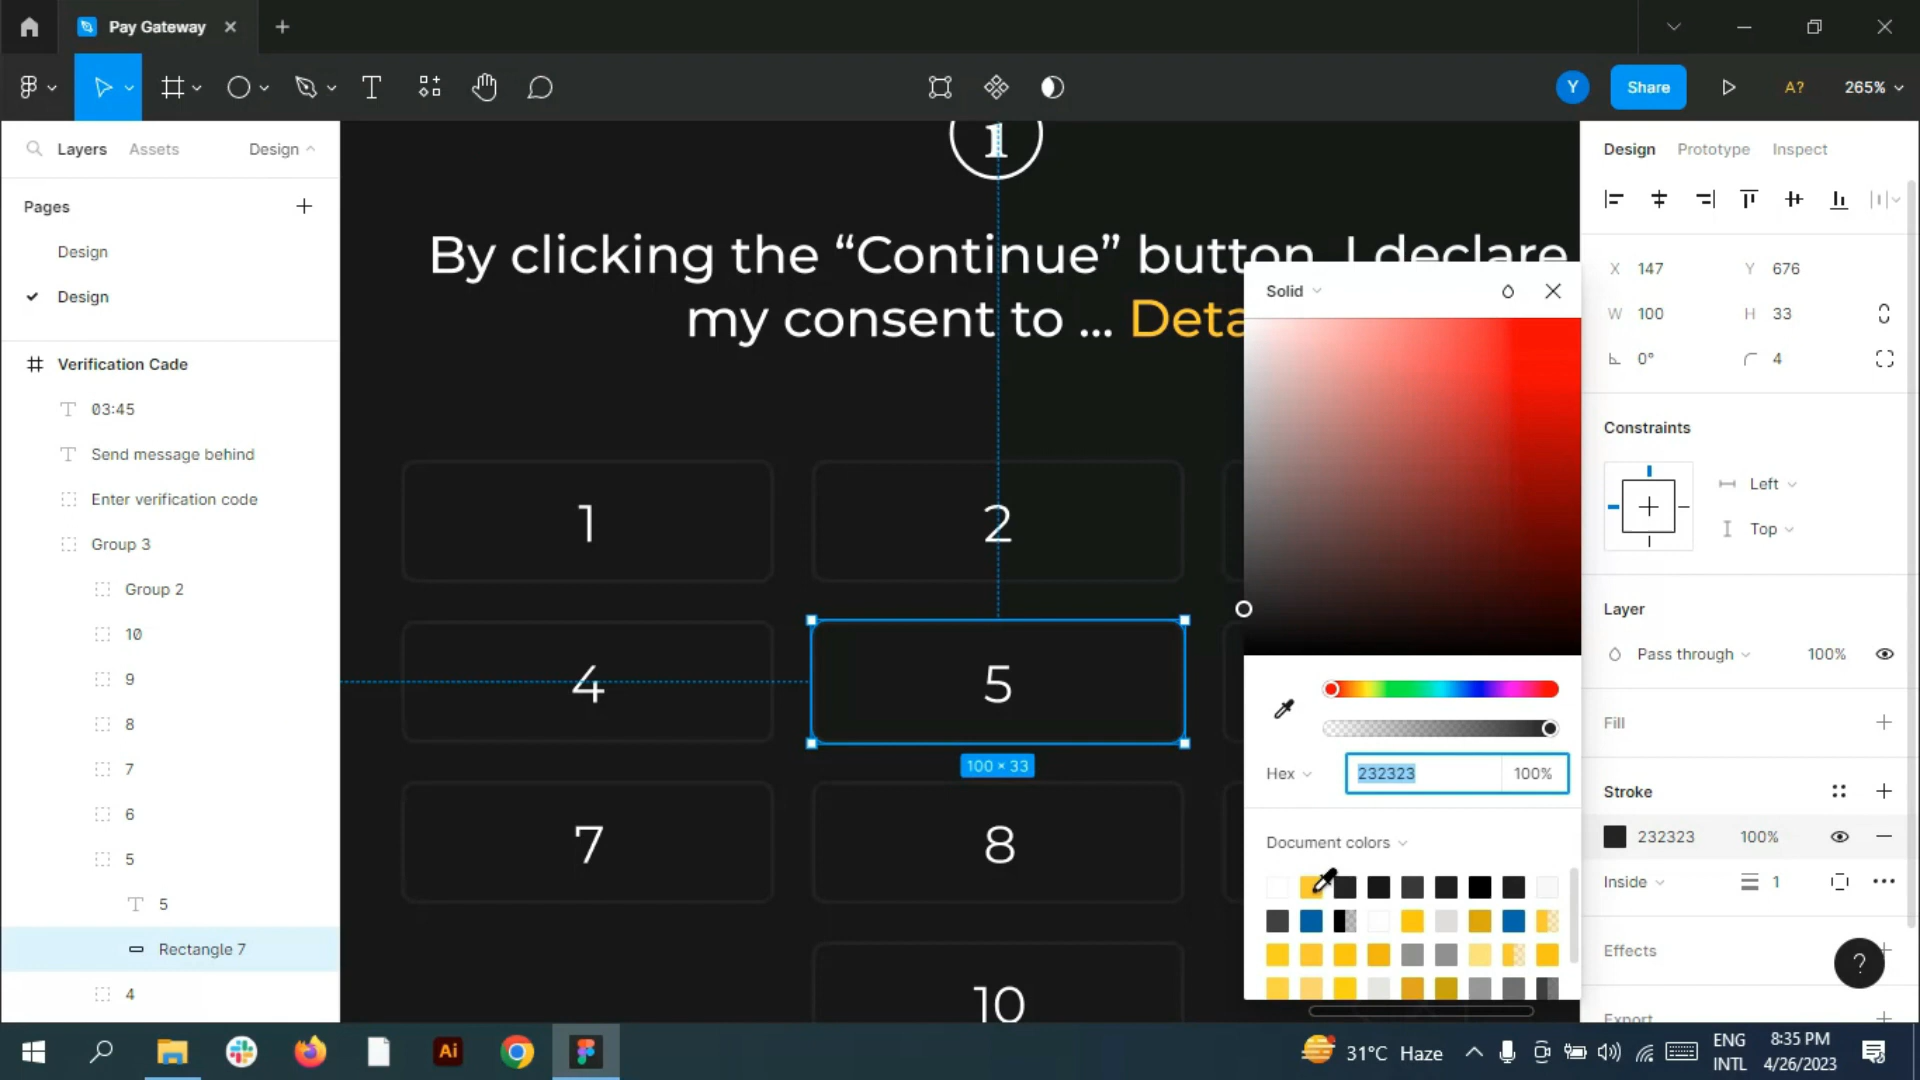 Pay Gateway
Y
Share
A?
265%
Layers
Assets
Design
Pages
Design
Design
Verification Cade
03:45
Send message behind
Enter verification code
Group 3
Group 2
10
9
8
7
6
5
5
Rectangle 7
4
i
By clicking the “Continue” button, I declare
my consent to ... Deta
1
2
4
5
100 × 33
7
8
10
Solid
Hex
232323
100%
Document colors
Design
Prototype
Inspect
X 147
Y 676
W 100
H 33
0°
4
Constraints
Left
Top
Layer
Pass through
100%
Fill
Stroke
232323
100%
Inside
1
Effects
?
Export
Ai
31°C Haze
ENG
INTL
8:35 PM
4/26/2023